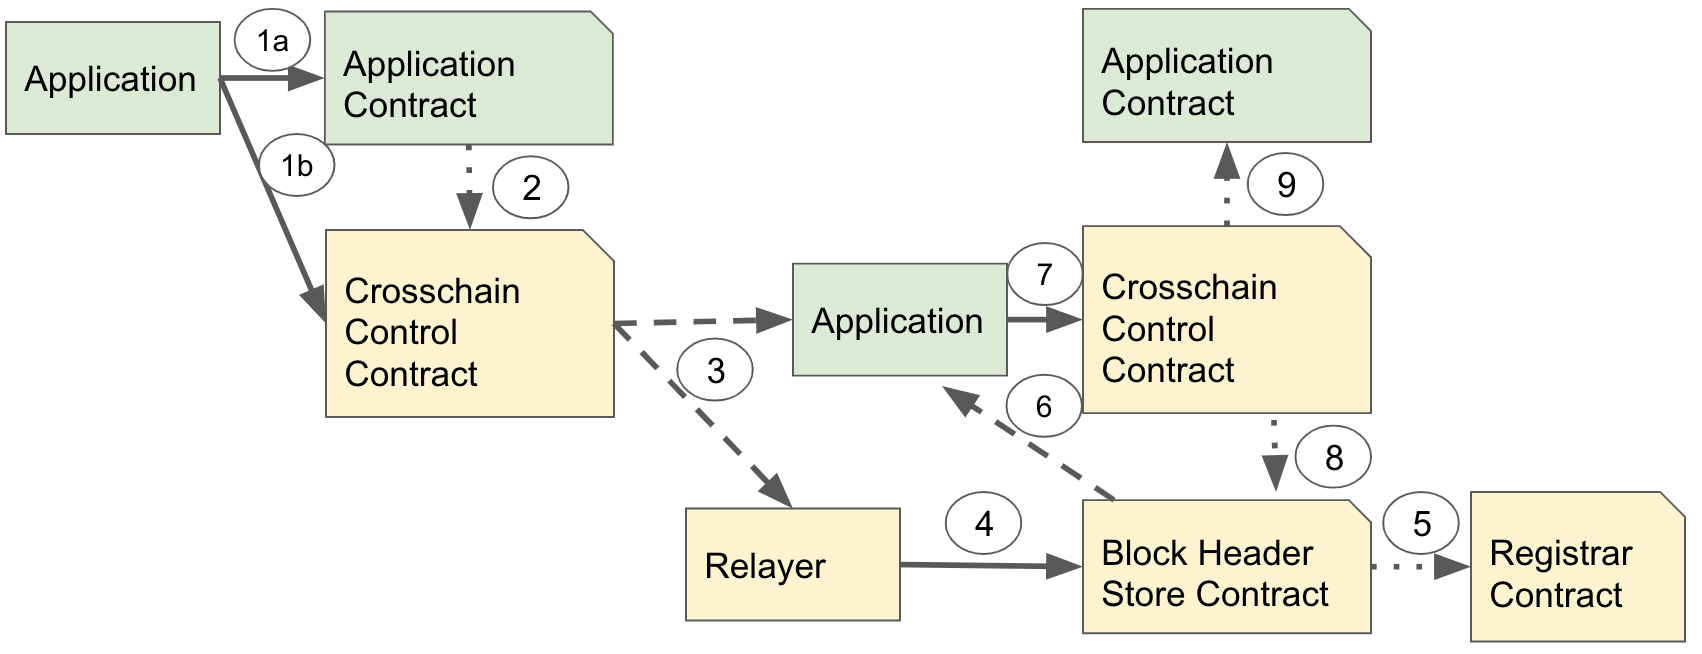 Application
1a
Application
Contract
1b
2
Crosschain
Control
Contract
3
Application
7
Application
Contract
9
Crosschain
Control
Contract
6
8
Relayer
4
Block Header
Store Contract
5
Registrar
Contract